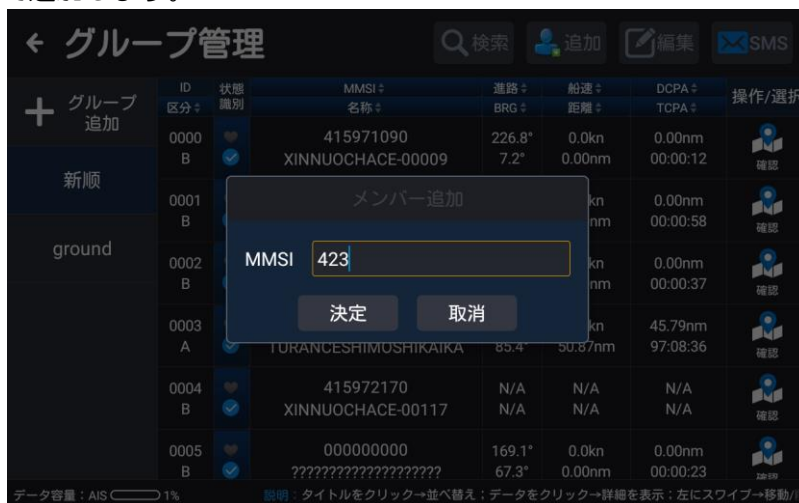 ← グループ管理 検索 追加 編集 SMS
ID 状態 MMSI 進路 船速 DCPA 操作/選択
区分 識別 名称 BRG 距離 TCPA
+ グループ
追加
新顺
ground
0000 415971090 226.8° 0.0kn 0.00nm
B XINNUOCHACE-00009 7.2° 0.00nm 00:00:12 確認
0001 kn 0.00nm
B nm 00:00:58 確認
メンバー追加
MMSI 423
決定 取消
0002 kn 0.00nm
B nm 00:00:37 確認
0003 kn 45.79nm
A TURANCESHIMOSHIKAIKA 85.4° 50.87nm 97:08:36 確認
0004 415972170 N/A N/A N/A
B XINNUOCHACE-00117 N/A N/A N/A 確認
0005 000000000 169.1° 0.0kn 0.00nm
B ???????????????????? 67.3° 0.00nm 00:00:23 確認
データ容量：AIS 1% 説明：タイトルをクリック→並べ替え；データをクリック→詳細を表示；左にスワイプ→移動/